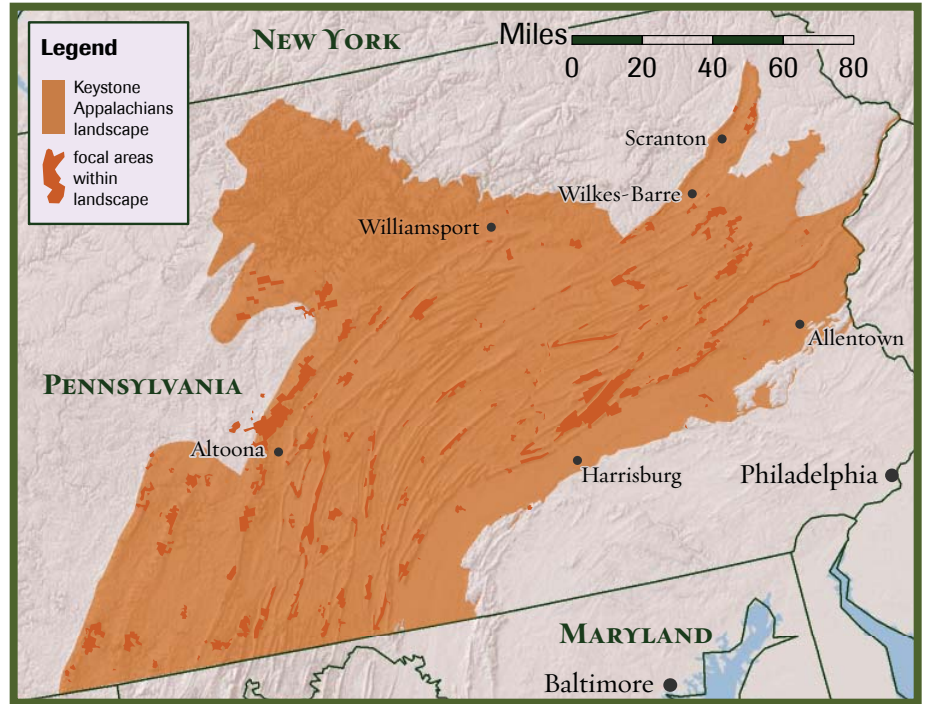 Legend
Keystone
Appalachians
landscape
focal areas
within
landscape
NEW YORK
Miles
0 20 40 60 80
Scranton
Wilkes-Barre
Williamsport
Allentown
PENNSYLVANIA
Altoona
Harrisburg
Philadelphia
MARYLAND
Baltimore